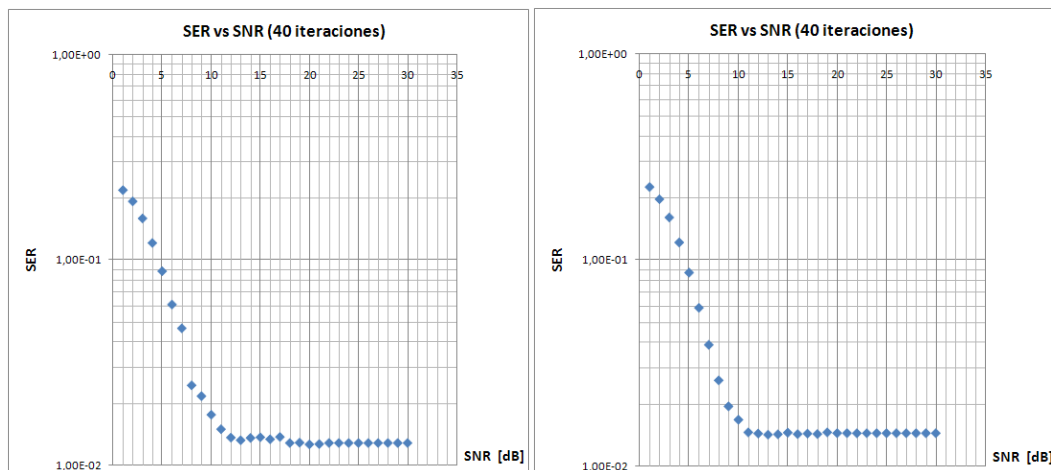 SER vs SNR (40 iteraciones)
1,00E+00
0 5 10 15 20 25 30 35
SER
1,00E-01
1,00E-02
SNR [dB]
SER vs SNR (40 iteraciones)
1,00E+00
0 5 10 15 20 25 30 35
SER
1,00E-01
1,00E-02
SNR [dB]